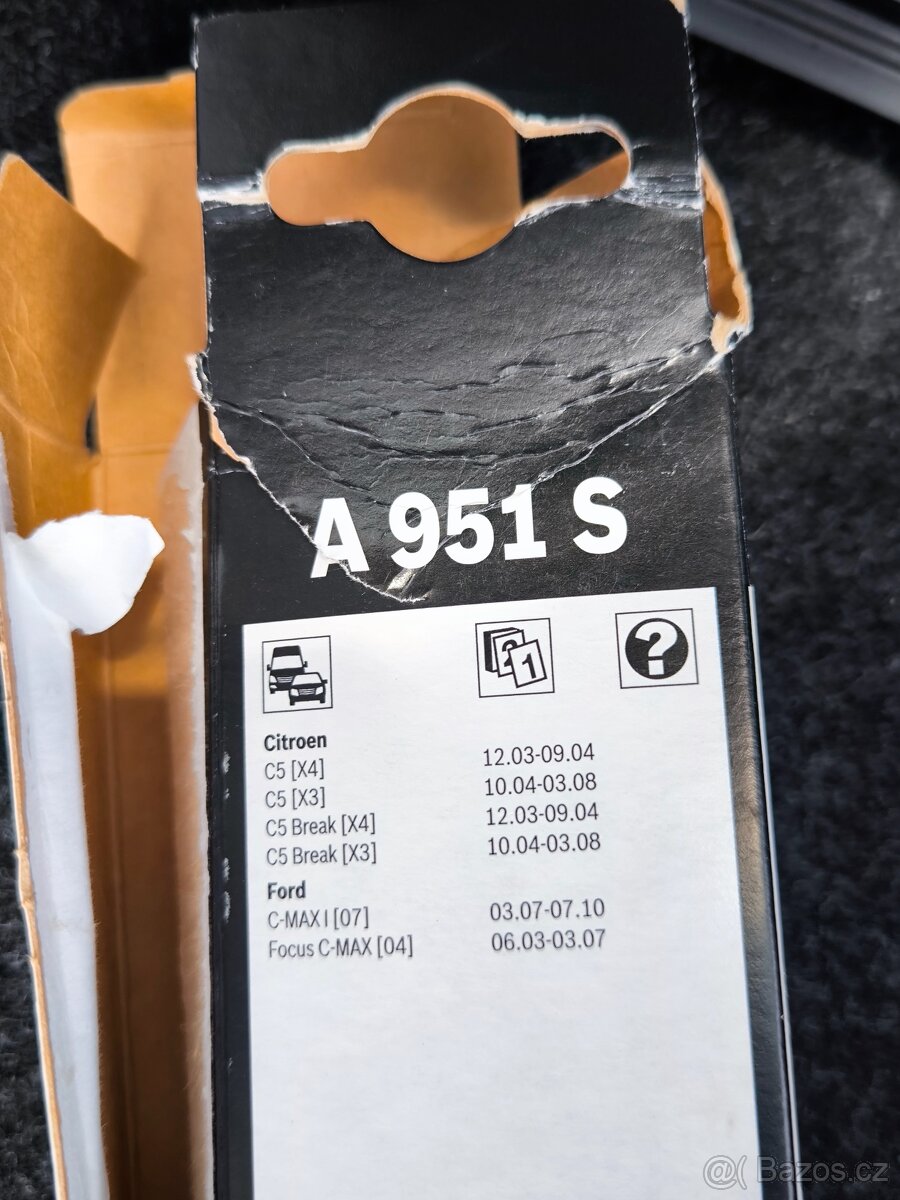 A 951 S
2 1
?
Citroen
C5 [X4] 12.03-09.04
C5 [X3] 10.04-03.08
C5 Break [X4] 12.03-09.04
C5 Break [X3] 10.04-03.08
Ford
C-MAX I [07] 03.07-07.10
Focus C-MAX [04] 06.03-03.07
@( Bazos.cz